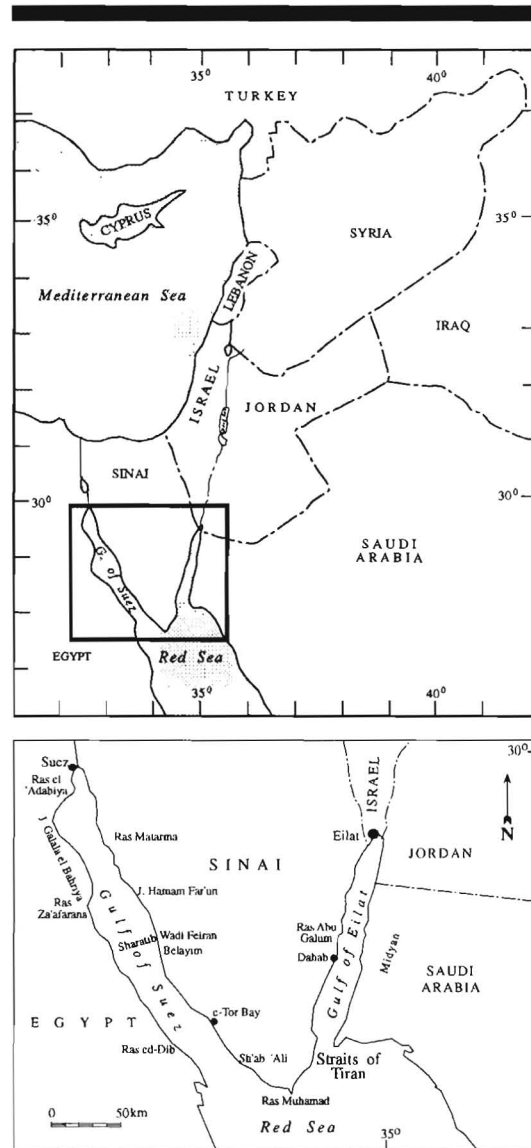 35°
40°
TURKEY
CYPRUS
35°
SYRIA
35°
LEBANON
Mediterranean Sea
IRAQ
ISRAEL
JORDAN
SINAI
30°
30°
SAUDI
ARABIA
G. of Suez
EGYPT
Red Sea
35°
40°
30°
Suez
Ras el
'Adabiya
ISRAEL
N
Ras Matarma
Eilat
SINAI
JORDAN
J. Galala el Bahriya
J. Hamam Far'un
Ras
Za'afarana
Gulf of Suez
Sharatib
Wadi Feiran
Belayim
Ras Abu
Galum
Dahab
Gulf of Eilat
Midyan
SAUDI
ARABIA
EGYPT
e-Tor Bay
Ras ed-Dib
Sh'ab 'Ali
Straits of
Tiran
Ras Muhamad
0 50km
Red Sea
35°